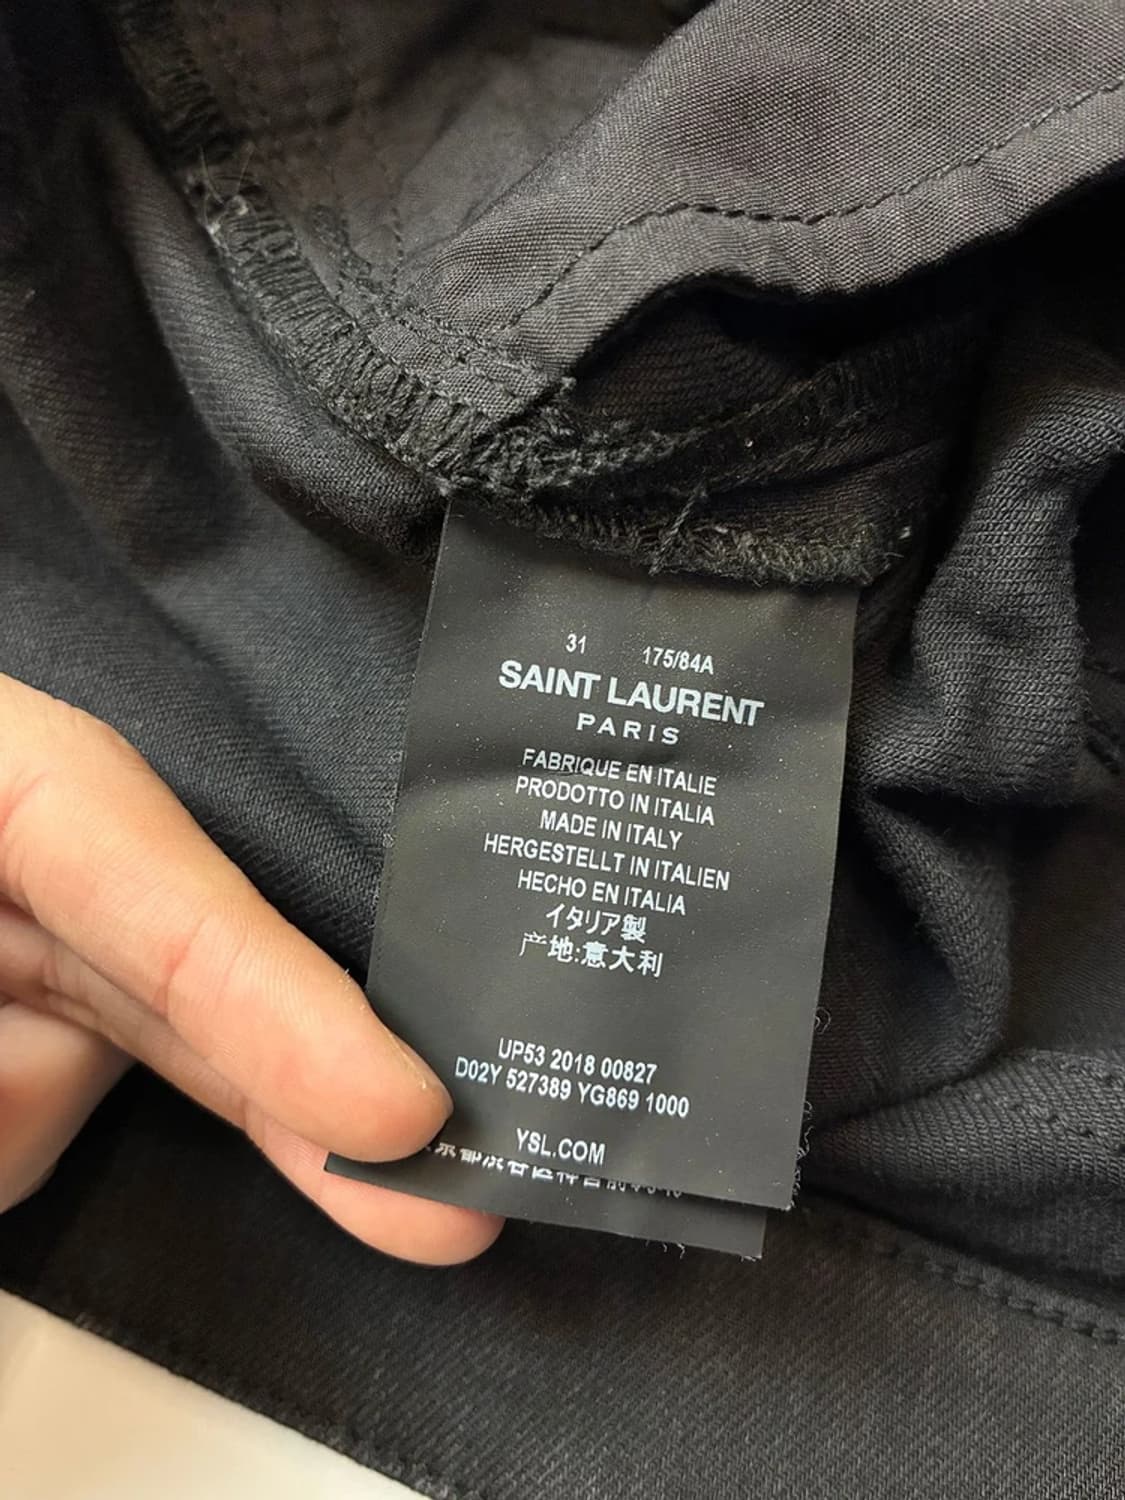 31 175/84A
SAINT LAURENT
PARIS
FABRIQUE EN ITALIE
PRODOTTO IN ITALIA
MADE IN ITALY
HERGESTELLT IN ITALIEN
HECHO EN ITALIA
イタリア製
产地:意大利
UP53 2018 00827
D02Y 527389 YG869 1000
YSL.COM